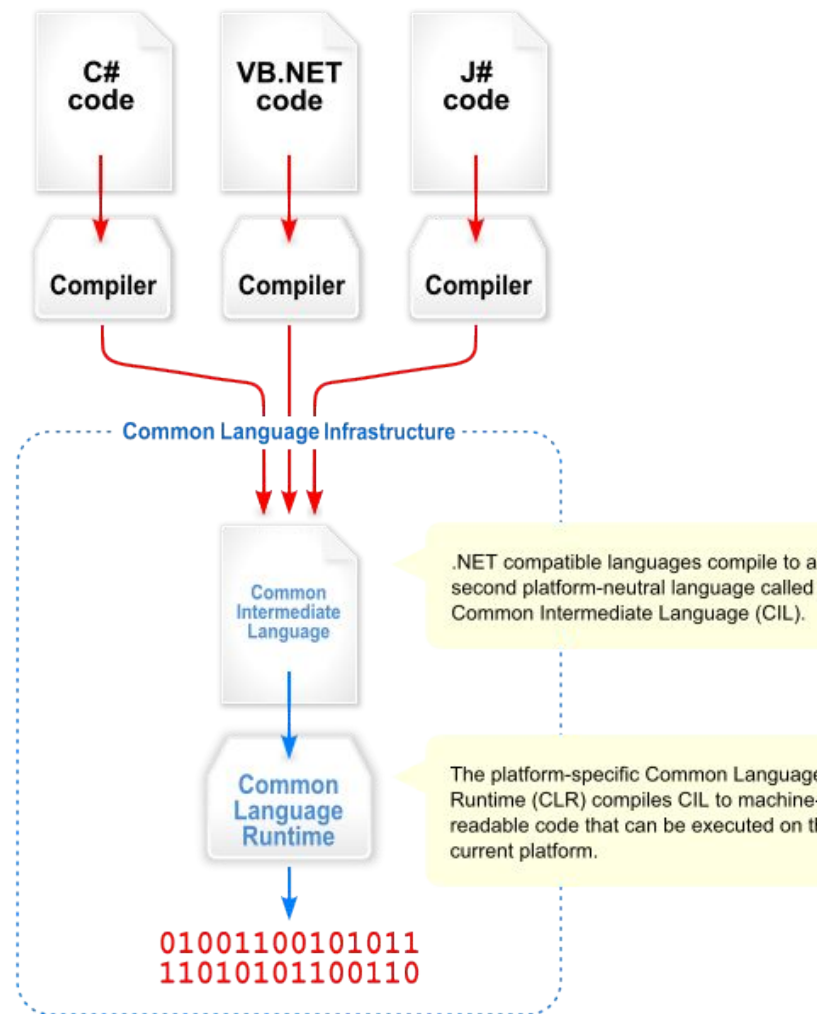 C#
code
VB.NET
code
J#
code
Compiler
Compiler
Compiler
Common Language Infrastructure
Common
Intermediate
Language
.NET compatible languages compile to a
second platform-neutral language called
Common Intermediate Language (CIL).
Common
Language
Runtime
The platform-specific Common Language
Runtime (CLR) compiles CIL to machine-
readable code that can be executed on
current platform.
01001100101011
11010101100110